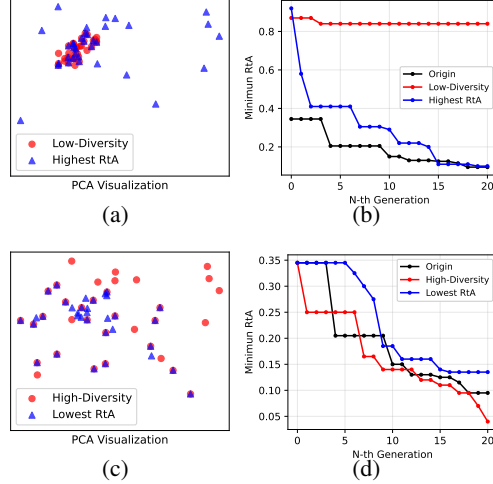 Low-Diversity
Highest RtA
PCA Visualization
(a)
Minimun RtA
0.8
0.6
0.4
0.2
Origin
Low-Diversity
Highest RtA
0 5 10 15 20
N-th Generation
(b)
High-Diversity
Lowest RtA
PCA Visualization
(c)
Minimun RtA
0.35
0.30
0.25
0.20
0.15
0.10
0.05
Origin
High-Diversity
Lowest RtA
0 5 10 15 20
N-th Generation
(d)